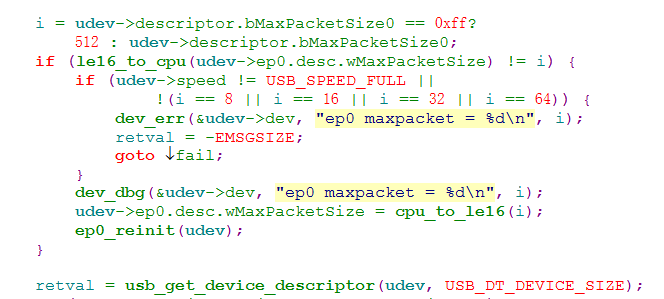 i = udev->descriptor.bMaxPacketSize0 == 0xff?
512 : udev->descriptor.bMaxPacketSize0;
if (le16_to_cpu(udev->ep0.desc.wMaxPacketSize) != i) {
if (udev->speed != USB_SPEED_FULL ||
!(i == 8 || i == 16 || i == 32 || i == 64)) {
dev_err(&udev->dev, "ep0 maxpacket = %d\n", i);
retval = -EMSGSIZE;
goto ↓fail;
}
dev_dbg(&udev->dev, "ep0 maxpacket = %d\n", i);
udev->ep0.desc.wMaxPacketSize = cpu_to_le16(i);
ep0_reinit(udev);
}
retval = usb_get_device_descriptor(udev, USB_DT_DEVICE_SIZE);